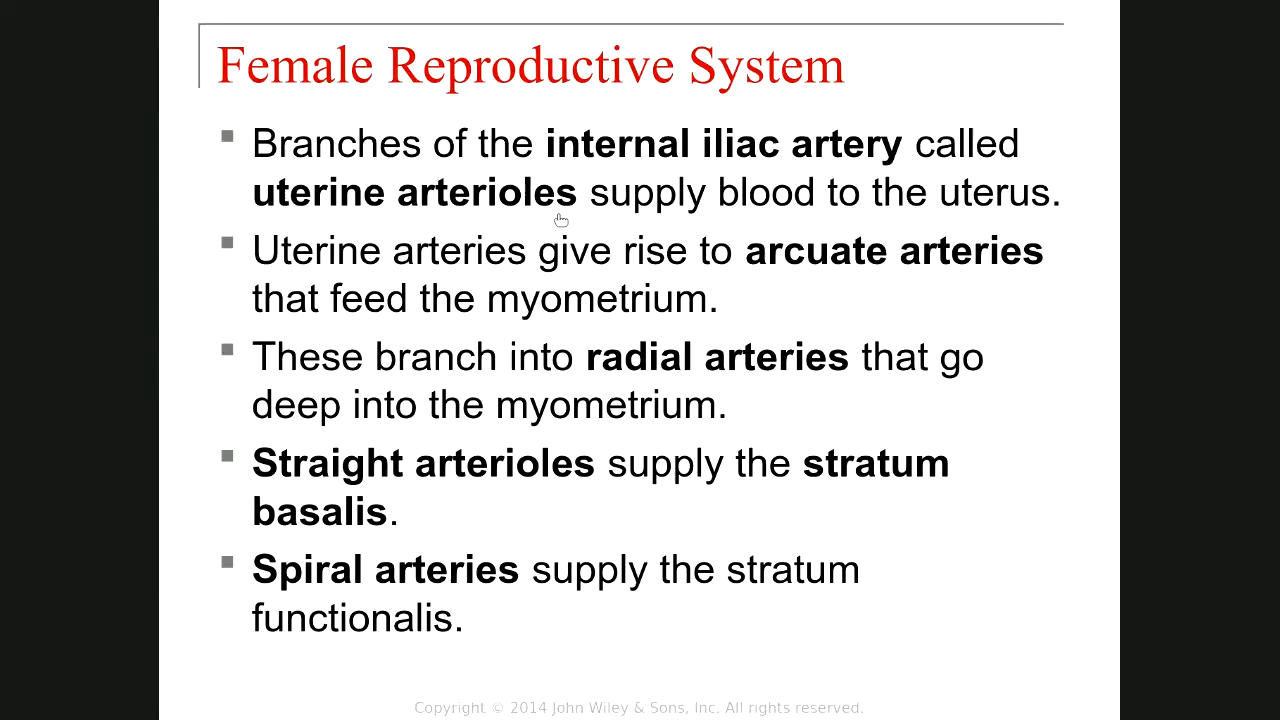 Female Reproductive System
Branches of the internal iliac artery called
uterine arterioles supply blood to the uterus.
Uterine arteries give rise to arcuate arteries
that feed the myometrium.
These branch into radial arteries that go
deep into the myometrium.
Straight arterioles supply the stratum
basalis.
Spiral arteries supply the stratum
functionalis.
Copyright © 2014 John Wiley & Sons, Inc. All rights reserved.